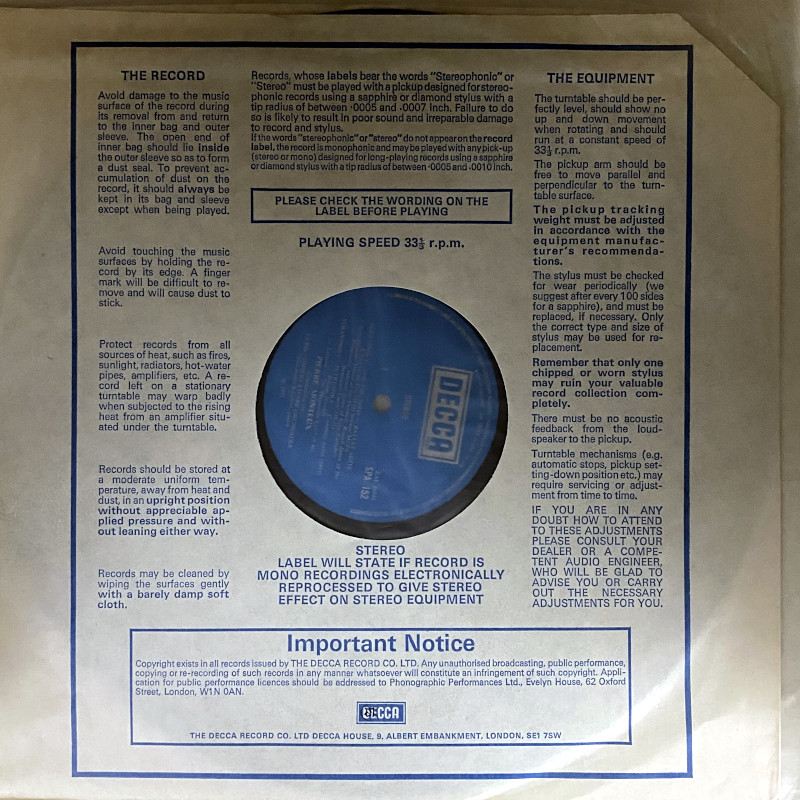 THE RECORD
Avoid damage to the music
surface of the record during
its removal from and return
to the inner bag and outer
sleeve. The open end of
inner bag should lie inside
the outer sleeve so as to form
a dust seal. To prevent ac-
cumulation of dust on the
record, it should always be
kept in its bag and sleeve
except when being played.
Avoid touching the music
surfaces by holding the re-
cord by its edge. A finger
mark will be difficult to re-
move and will cause dust to
stick.
Protect records from all
sources of heat, such as fires,
sunlight, radiators, hot-water
pipes, amplifiers, etc. A re-
cord left on a stationary
turntable may warp badly
when subjected to the rising
heat from an amplifier situ-
ated under the turntable.
Records should be stored at
a moderate uniform tem-
perature, away from heat and
dust, in an upright position
without appreciable ap-
plied pressure and with-
out leaning either way.
Records may be cleaned by
wiping the surfaces gently
with a barely damp soft
cloth.
Records, whose labels bear the words "Stereophonic" or
"Stereo" must be played with a pickup designed for stereo-
phonic records using a sapphire or diamond stylus with a
tip radius of between ·0005 and ·0007 inch. Failure to do
so is likely to result in poor sound and irreparable damage
to record and stylus.
If the words "stereophonic" or "stereo" do not appear on the record
label, the record is monophonic and may be played with any pick-up
(stereo or mono) designed for long-playing records using a sapphire
or diamond stylus with a tip radius of between ·0005 and ·0010 inch.
PLEASE CHECK THE WORDING ON THE
LABEL BEFORE PLAYING
PLAYING SPEED 33⅓ r.p.m.
DECCA
SPA 152
STEREO
LABEL WILL STATE IF RECORD IS
MONO RECORDINGS ELECTRONICALLY
REPROCESSED TO GIVE STEREO
EFFECT ON STEREO EQUIPMENT
THE EQUIPMENT
The turntable should be per-
fectly level, should show no
up and down movement
when rotating and should
run at a constant speed of
33⅓ r.p.m.
The pickup arm should be
free to move parallel and
perpendicular to the turn-
table surface.
The pickup tracking
weight must be adjusted
in accordance with the
equipment manufac-
turer's recommenda-
tions.
The stylus must be checked
for wear periodically (we
suggest after every 100 sides
for a sapphire), and must be
replaced, if necessary. Only
the correct type and size of
stylus may be used for re-
placement.
Remember that only one
chipped or worn stylus
may ruin your valuable
record collection com-
pletely.
There must be no acoustic
feedback from the loud-
speaker to the pickup.
Turntable mechanisms (e.g.
automatic stops, pickup set-
ting-down position etc.) may
require servicing or adjust-
ment from time to time.
IF YOU ARE IN ANY
DOUBT HOW TO ATTEND
TO THESE ADJUSTMENTS
PLEASE CONSULT YOUR
DEALER OR A COMPE-
TENT AUDIO ENGINEER,
WHO WILL BE GLAD TO
ADVISE YOU OR CARRY
OUT THE NECESSARY
ADJUSTMENTS FOR YOU.
Important Notice
Copyright exists in all records issued by THE DECCA RECORD CO. LTD. Any unauthorised broadcasting, public performance,
copying or re-recording of such records in any manner whatsoever will constitute an infringement of such copyright. Appli-
cation for public performance licences should be addressed to Phonographic Performances Ltd., Evelyn House, 62 Oxford
Street, London, W1N 0AN.
DECCA
THE DECCA RECORD CO. LTD DECCA HOUSE, 9, ALBERT EMBANKMENT, LONDON, SE1 7SW